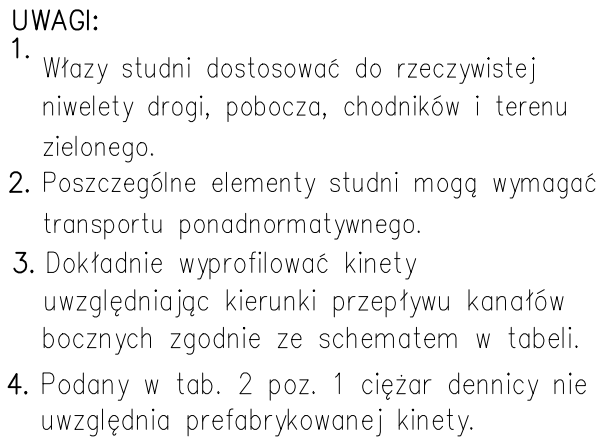 UWAGI:
1.
Włazy studni dostosować do rzeczywistej
niwelety drogi, pobocza, chodników i terenu
zielonego.
2. Poszczególne elementy studni mogą wymagać
transportu ponadnormatywnego.
3. Dokładnie wyprofilować kinety
uwzględniając kierunki przepływu kanałów
bocznych zgodnie ze schematem w tabeli.
4. Podany w tab. 2 poz. 1 ciężar dennicy nie
uwzględnia prefabrykowanej kinety.